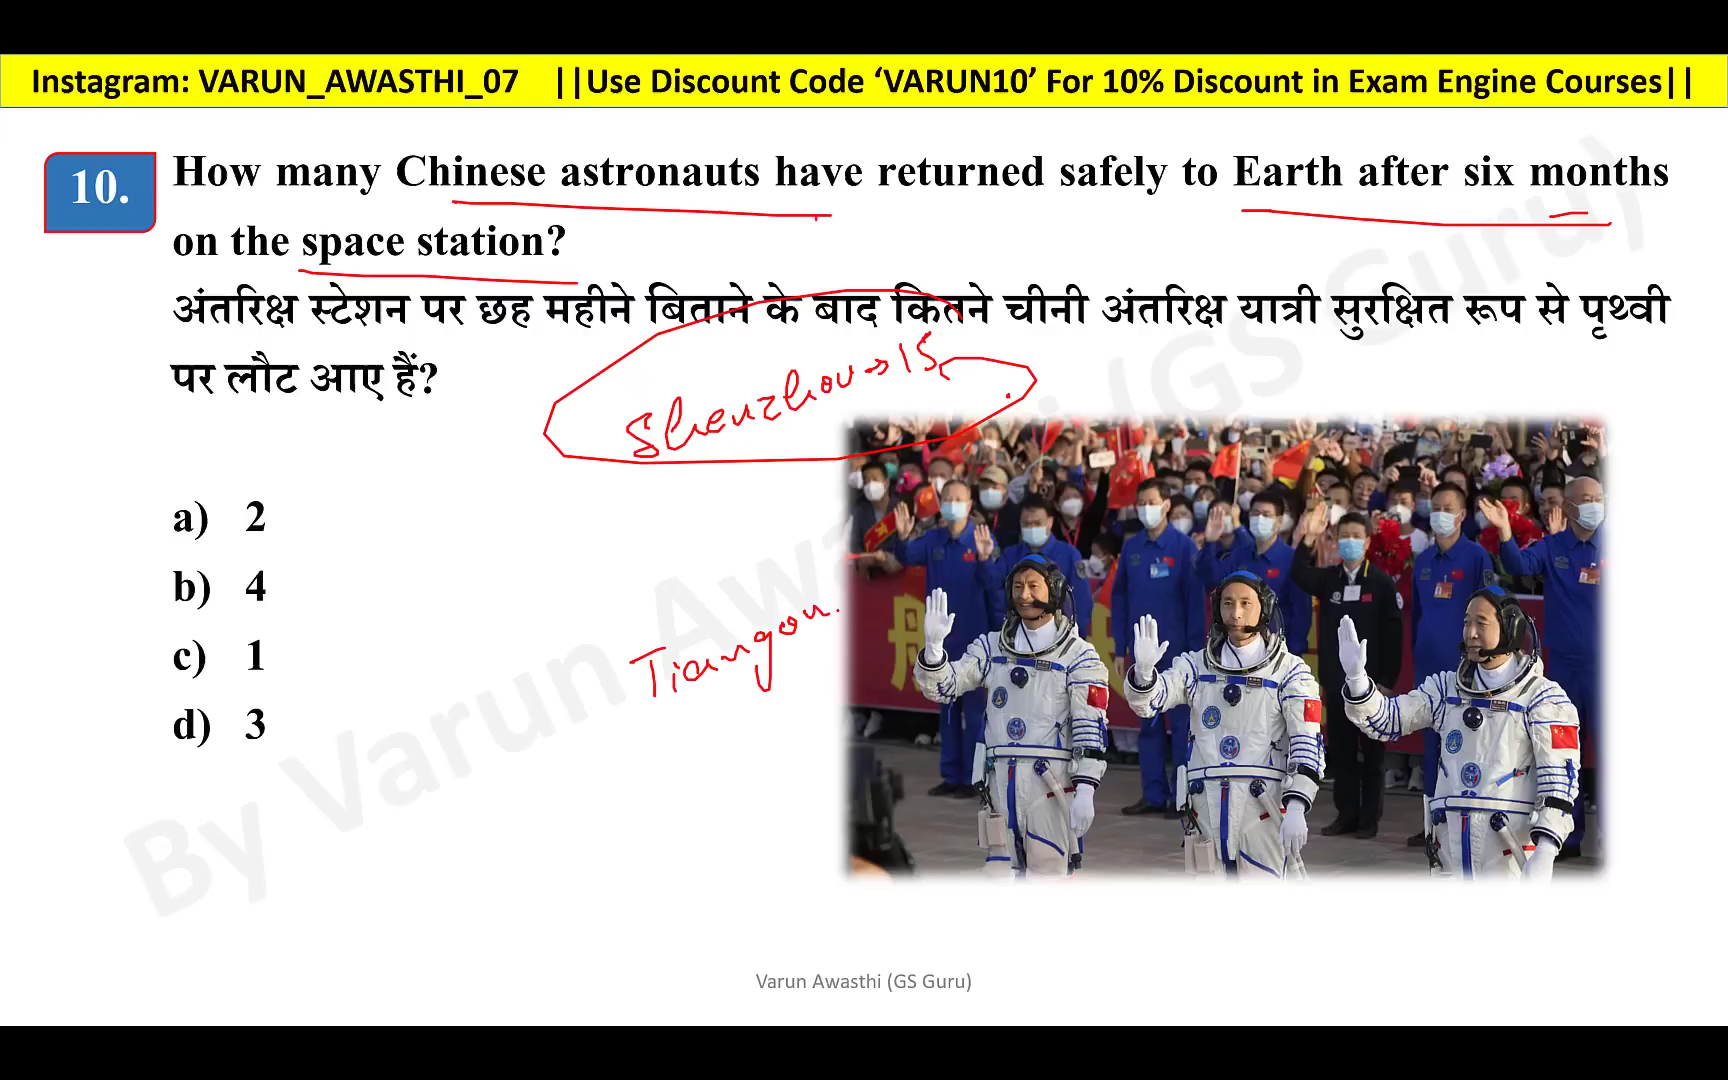 Instagram: VARUN_AWASTHI_07 ||Use Discount Code ‘VARUN10’ For 10% Discount in Exam Engine Courses||
10. How many Chinese astronauts have returned safely to Earth after six months
on the space station?
अंतरिक्ष स्टेशन पर छह महीने बिताने के बाद कितने चीनी अंतरिक्ष यात्री सुरक्षित रूप से पृथ्वी
पर लौट आए हैं?
Shenzhou → 15
a) 2
b) 4
Tiangon.
c) 1
d) 3
By Varun Awasthi (GS Guru)
Varun Awasthi (GS Guru)